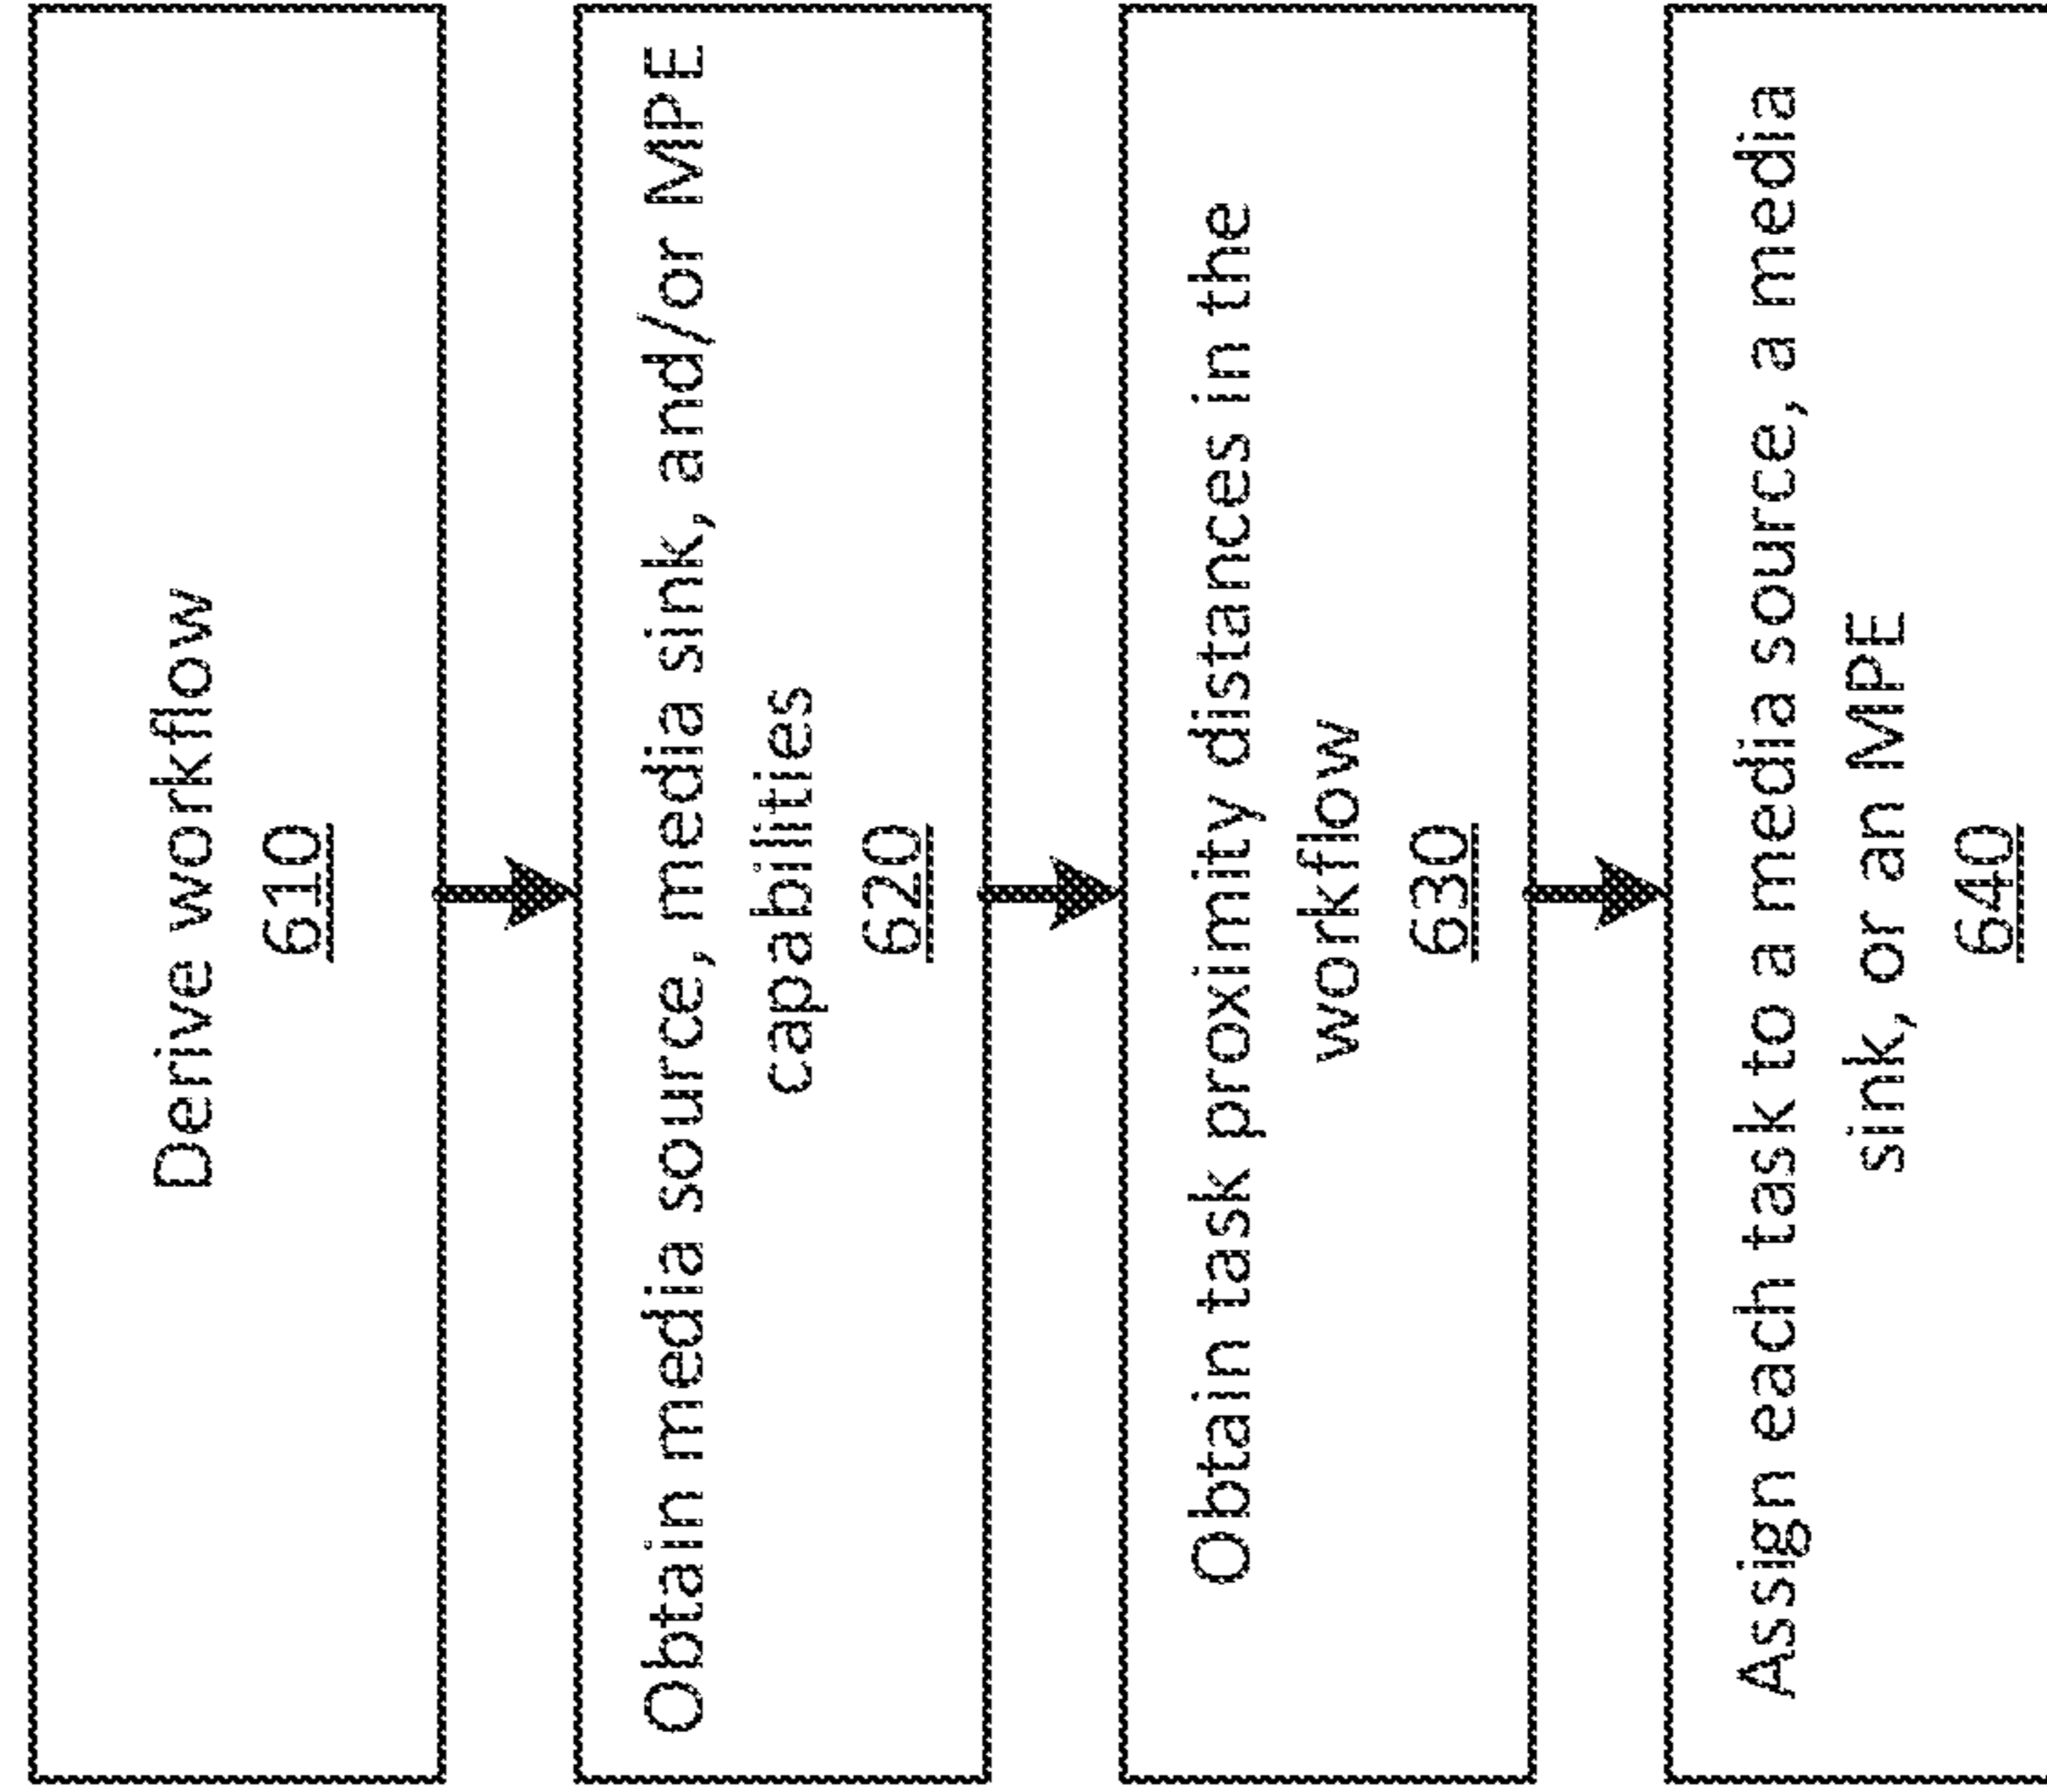 Derive workflow
610
Obtain media source, media sink, and/or MPE
capabilities
620
Obtain task proximity distances in the
workflow
630
Assign each task to a media source, a media
sink, or an MPE
640